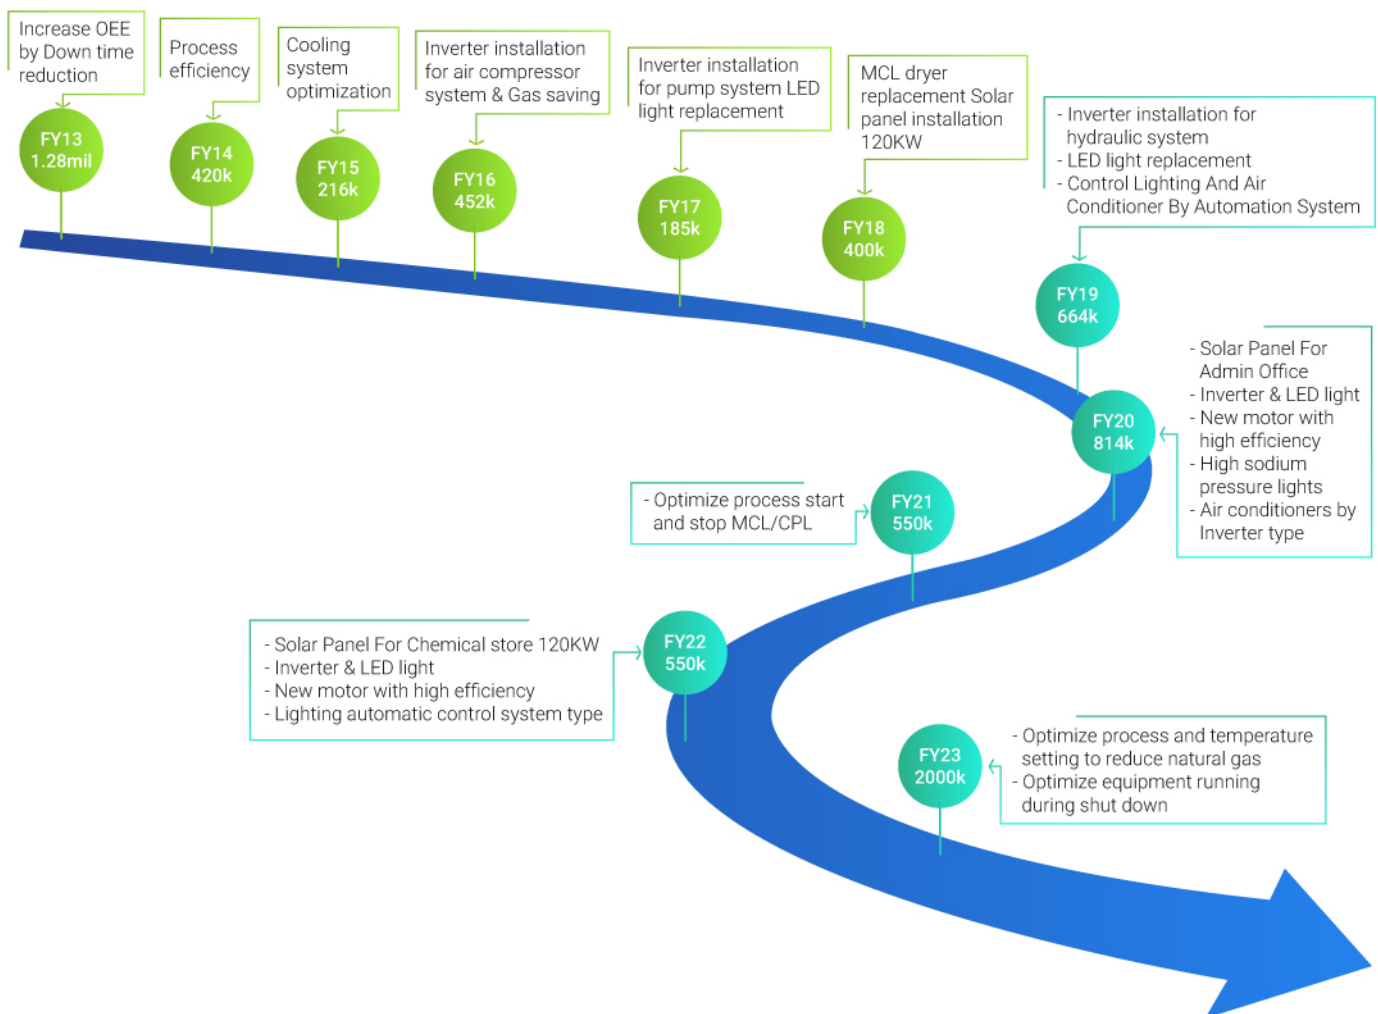 Increase OEE
by Down time
reduction
FY13
1.28mil
Process
efficiency
FY14
420k
Cooling
system
optimization
FY15
216k
Inverter installation
for air compressor
system & Gas saving
FY16
452k
Inverter installation
for pump system LED
light replacement
FY17
185k
MCL dryer
replacement Solar
panel installation
120KW
FY18
400k
- Inverter installation for
hydraulic system
- LED light replacement
- Control Lighting And Air
Conditioner By Automation System
FY19
664k
- Solar Panel For
Admin Office
- Inverter & LED light
- New motor with
high efficiency
- High sodium
pressure lights
- Air conditioners by
Inverter type
FY20
814k
- Optimize process start
and stop MCL/CPL
FY21
550k
- Solar Panel For Chemical store 120KW
- Inverter & LED light
- New motor with high efficiency
- Lighting automatic control system type
FY22
550k
FY23
2000k
- Optimize process and temperature
setting to reduce natural gas
- Optimize equipment running
during shut down